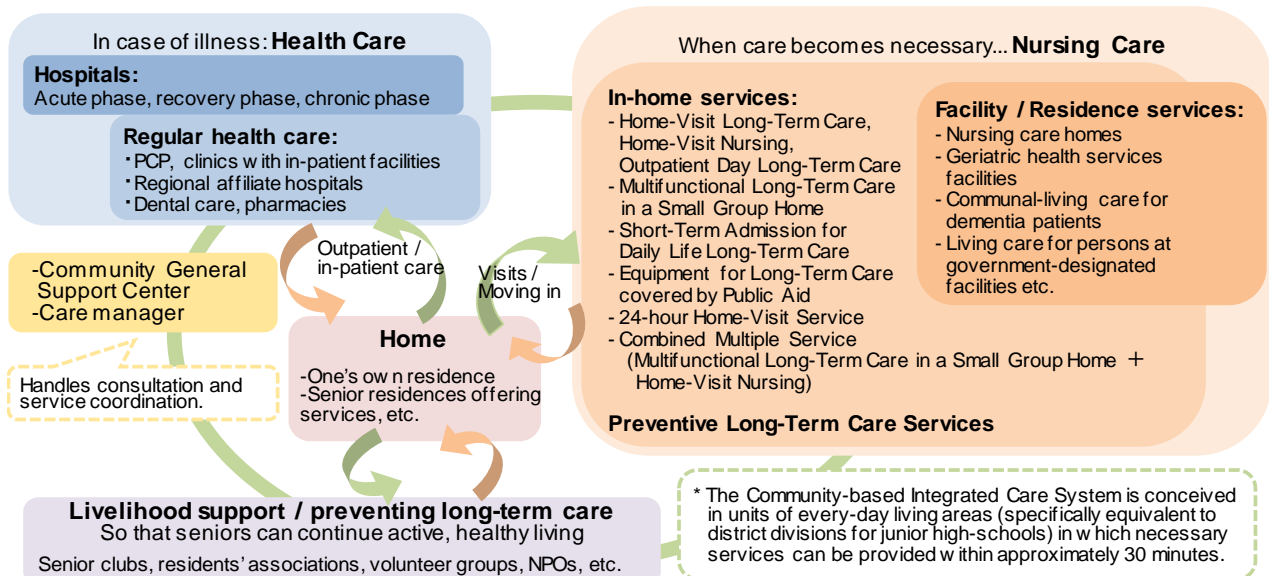 In case of illness: Health Care
Hospitals:
Acute phase, recovery phase, chronic phase
Regular health care:
・PCP, clinics with in-patient facilities
・Regional affiliate hospitals
・Dental care, pharmacies
Outpatient /
in-patient care
Visits /
Moving in
-Community General
Support Center
-Care manager
Handles consultation and
service coordination.
Home
-One's own residence
-Senior residences offering
services, etc.
When care becomes necessary... Nursing Care
In-home services:
- Home-Visit Long-Term Care,
Home-Visit Nursing,
Outpatient Day Long-Term Care
- Multifunctional Long-Term Care
in a Small Group Home
- Short-Term Admission for
Daily Life Long-Term Care
- Equipment for Long-Term Care
covered by Public Aid
- 24-hour Home-Visit Service
- Combined Multiple Service
(Multifunctional Long-Term Care in a Small Group Home +
Home-Visit Nursing)
Preventive Long-Term Care Services
Facility / Residence services:
- Nursing care homes
- Geriatric health services
facilities
- Communal-living care for
dementia patients
- Living care for persons at
government-designated
facilities etc.
Livelihood support / preventing long-term care
So that seniors can continue active, healthy living
Senior clubs, residents' associations, volunteer groups, NPOs, etc.
* The Community-based Integrated Care System is conceived
in units of every-day living areas (specifically equivalent to
district divisions for junior high-schools) in which necessary
services can be provided within approximately 30 minutes.